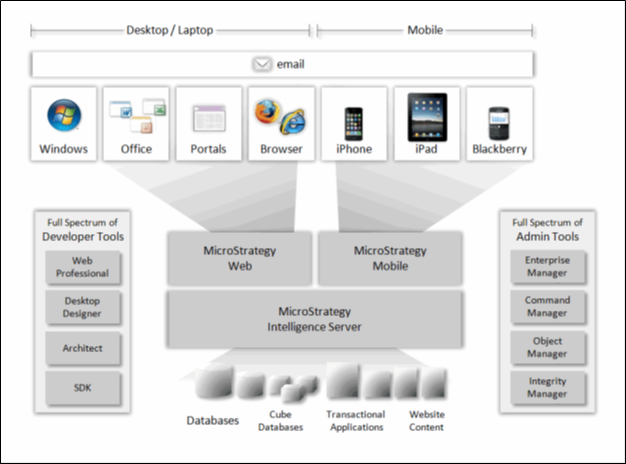 Desktop / Laptop
Mobile
email
Windows
Office
Portals
Browser
iPhone
iPad
Blackberry
Full Spectrum of
Developer Tools
Web
Professional
Desktop
Designer
Architect
SDK
MicroStrategy
Web
MicroStrategy
Mobile
MicroStrategy
Intelligence Server
Full Spectrum of
Admin Tools
Enterprise
Manager
Command
Manager
Object
Manager
Integrity
Manager
Databases
Cube
Databases
Transactional
Applications
Website
Content